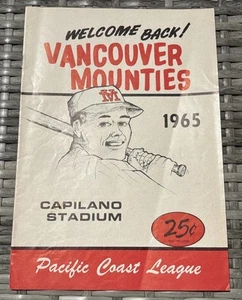 WELCOME BACK!
VANCOUVER
MOUNTIES
M
1965
CAPILANO
STADIUM
25¢
Pacific Coast League